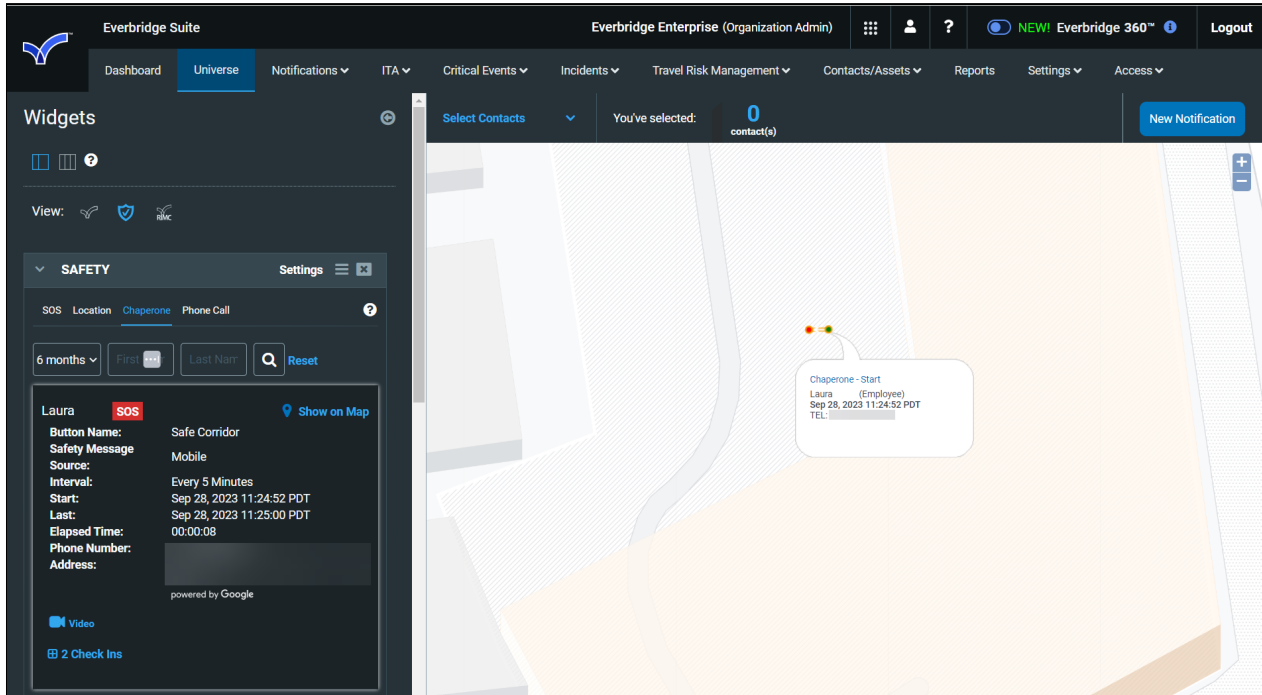 Everbridge Suite
Everbridge Enterprise (Organization Admin)
?
NEW! Everbridge 360™
Logout
Dashboard
Universe
Notifications
ITA
Critical Events
Incidents
Travel Risk Management
Contacts/Assets
Reports
Settings
Access
Widgets
Select Contacts
You've selected:
0
contact(s)
New Notification
?
+
−
View:
RIMC
SAFETY
Settings
SOS Location Chaperone Phone Call
?
6 months
First
Last Nam
Reset
Laura SOS Show on Map
Button Name: Safe Corridor
Safety Message
Source: Mobile
Interval: Every 5 Minutes
Start: Sep 28, 2023 11:24:52 PDT
Last: Sep 28, 2023 11:25:00 PDT
Elapsed Time: 00:00:08
Phone Number:
Address:
powered by Google
Video
2 Check Ins
Chaperone - Start
Laura (Employee)
Sep 28, 2023 11:24:52 PDT
TEL: